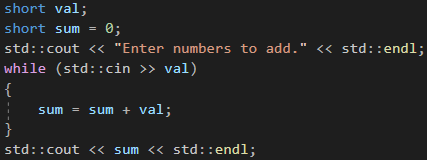 short val;
short sum = 0;
std::cout << "Enter numbers to add." << std::endl;
while (std::cin >> val)
{
    sum = sum + val;
}
std::cout << sum << std::endl;